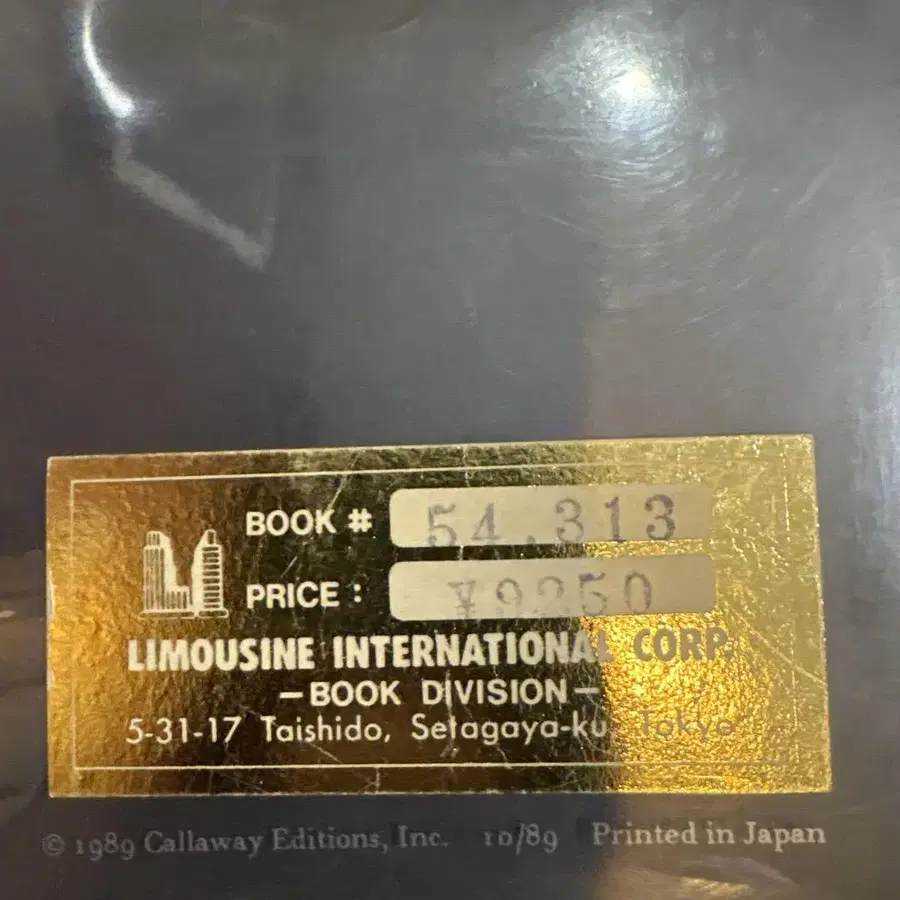 BOOK # 54.313
PRICE : ¥9250
LIMOUSINE INTERNATIONAL CORP.
—BOOK DIVISION—
5-31-17 Taishido, Setagaya-ku, Tokyo
© 1989 Callaway Editions, Inc. 10/89 Printed in Japan